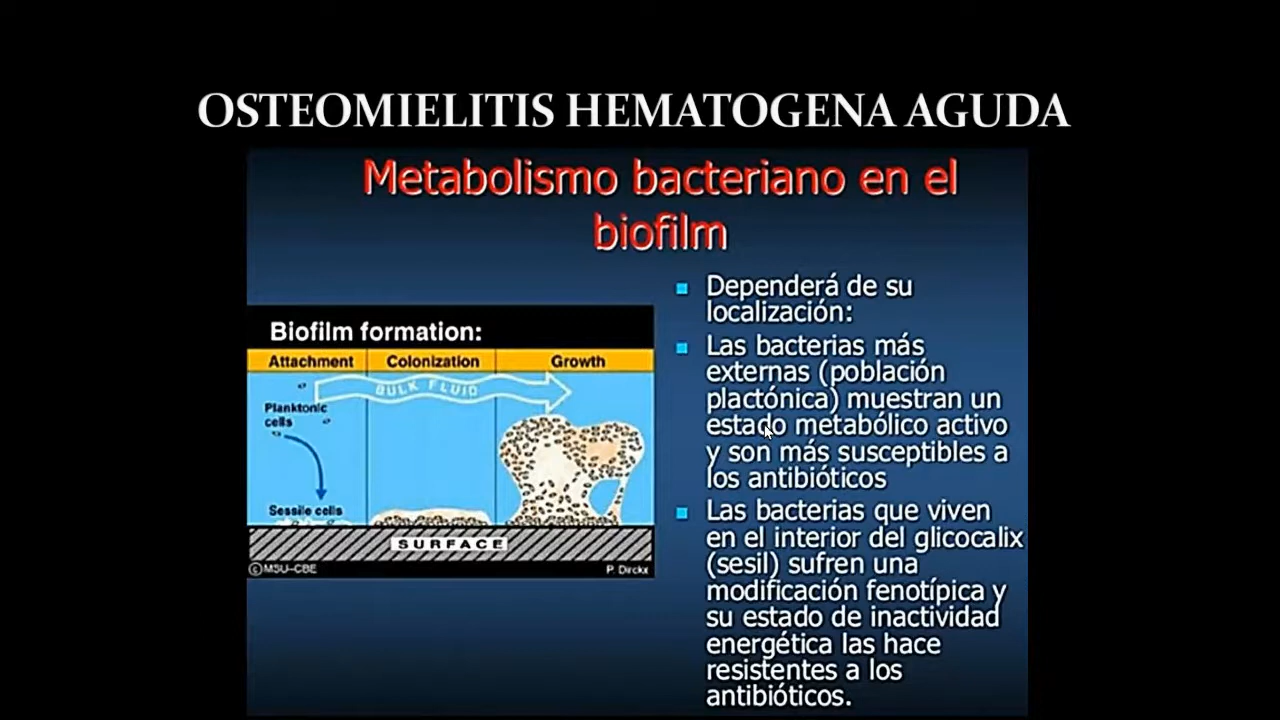 OSTEOMIELITIS HEMATOGENA AGUDA
Metabolismo bacteriano en el
biofilm
Biofilm formation:
Attachment Colonization Growth
BULK FLUID
Planktonic
cells
Sessile cells
SURFACE
©MSU-CBE P. Dirckx
Dependerá de su
localización:
Las bacterias más
externas (población
plactónica) muestran un
estado metabólico activo
y son más susceptibles a
los antibióticos
Las bacterias que viven
en el interior del glicocalix
(sesil) sufren una
modificación fenotípica y
su estado de inactividad
energética las hace
resistentes a los
antibióticos.